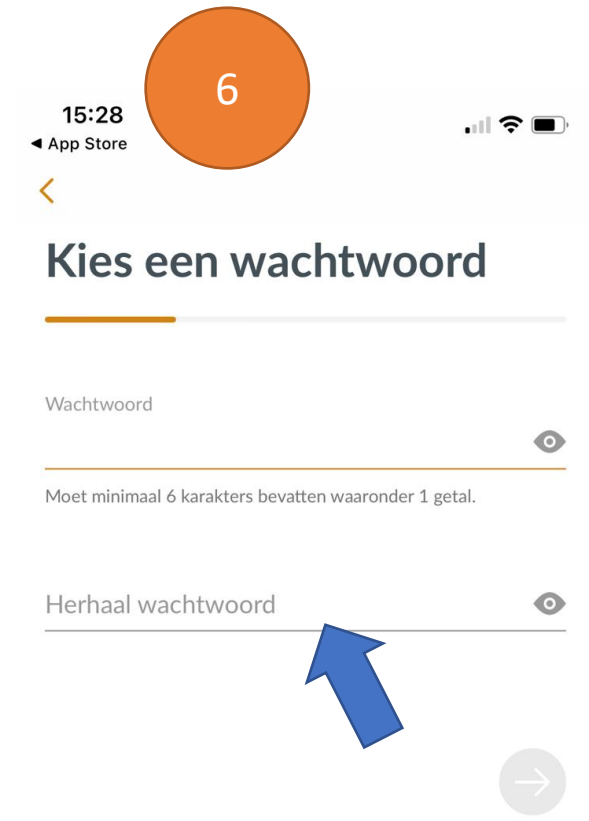 6
15:28
◀ App Store
Kies een wachtwoord
Wachtwoord
Moet minimaal 6 karakters bevatten waaronder 1 getal.
Herhaal wachtwoord